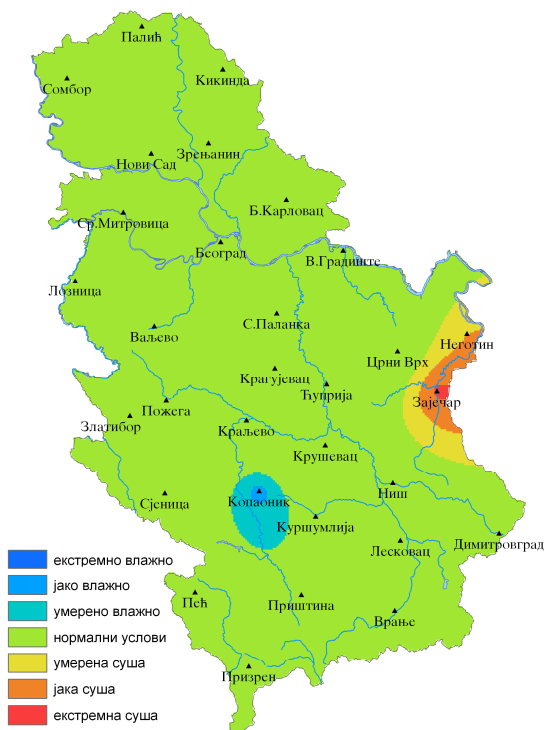 Палић
Сомбор
Кикинда
Зрењанин
Нови Сад
Б.Карловац
Ср.Митровица
Београд
В.Градиште
Лозница
С.Паланка
Ваљево
Неготин
Црни Врх
Крагујевац
Ћуприја
Зајечар
Пожега
Златибор
Краљево
Крушевац
Ниш
Копаоник
Сјеница
Куршумлија
Лесковац
Димитровград
Пећ
Приштина
Врање
Призрен
екстремно влажно
јако влажно
умерено влажно
нормални услови
умерена суша
јака суша
екстремна суша